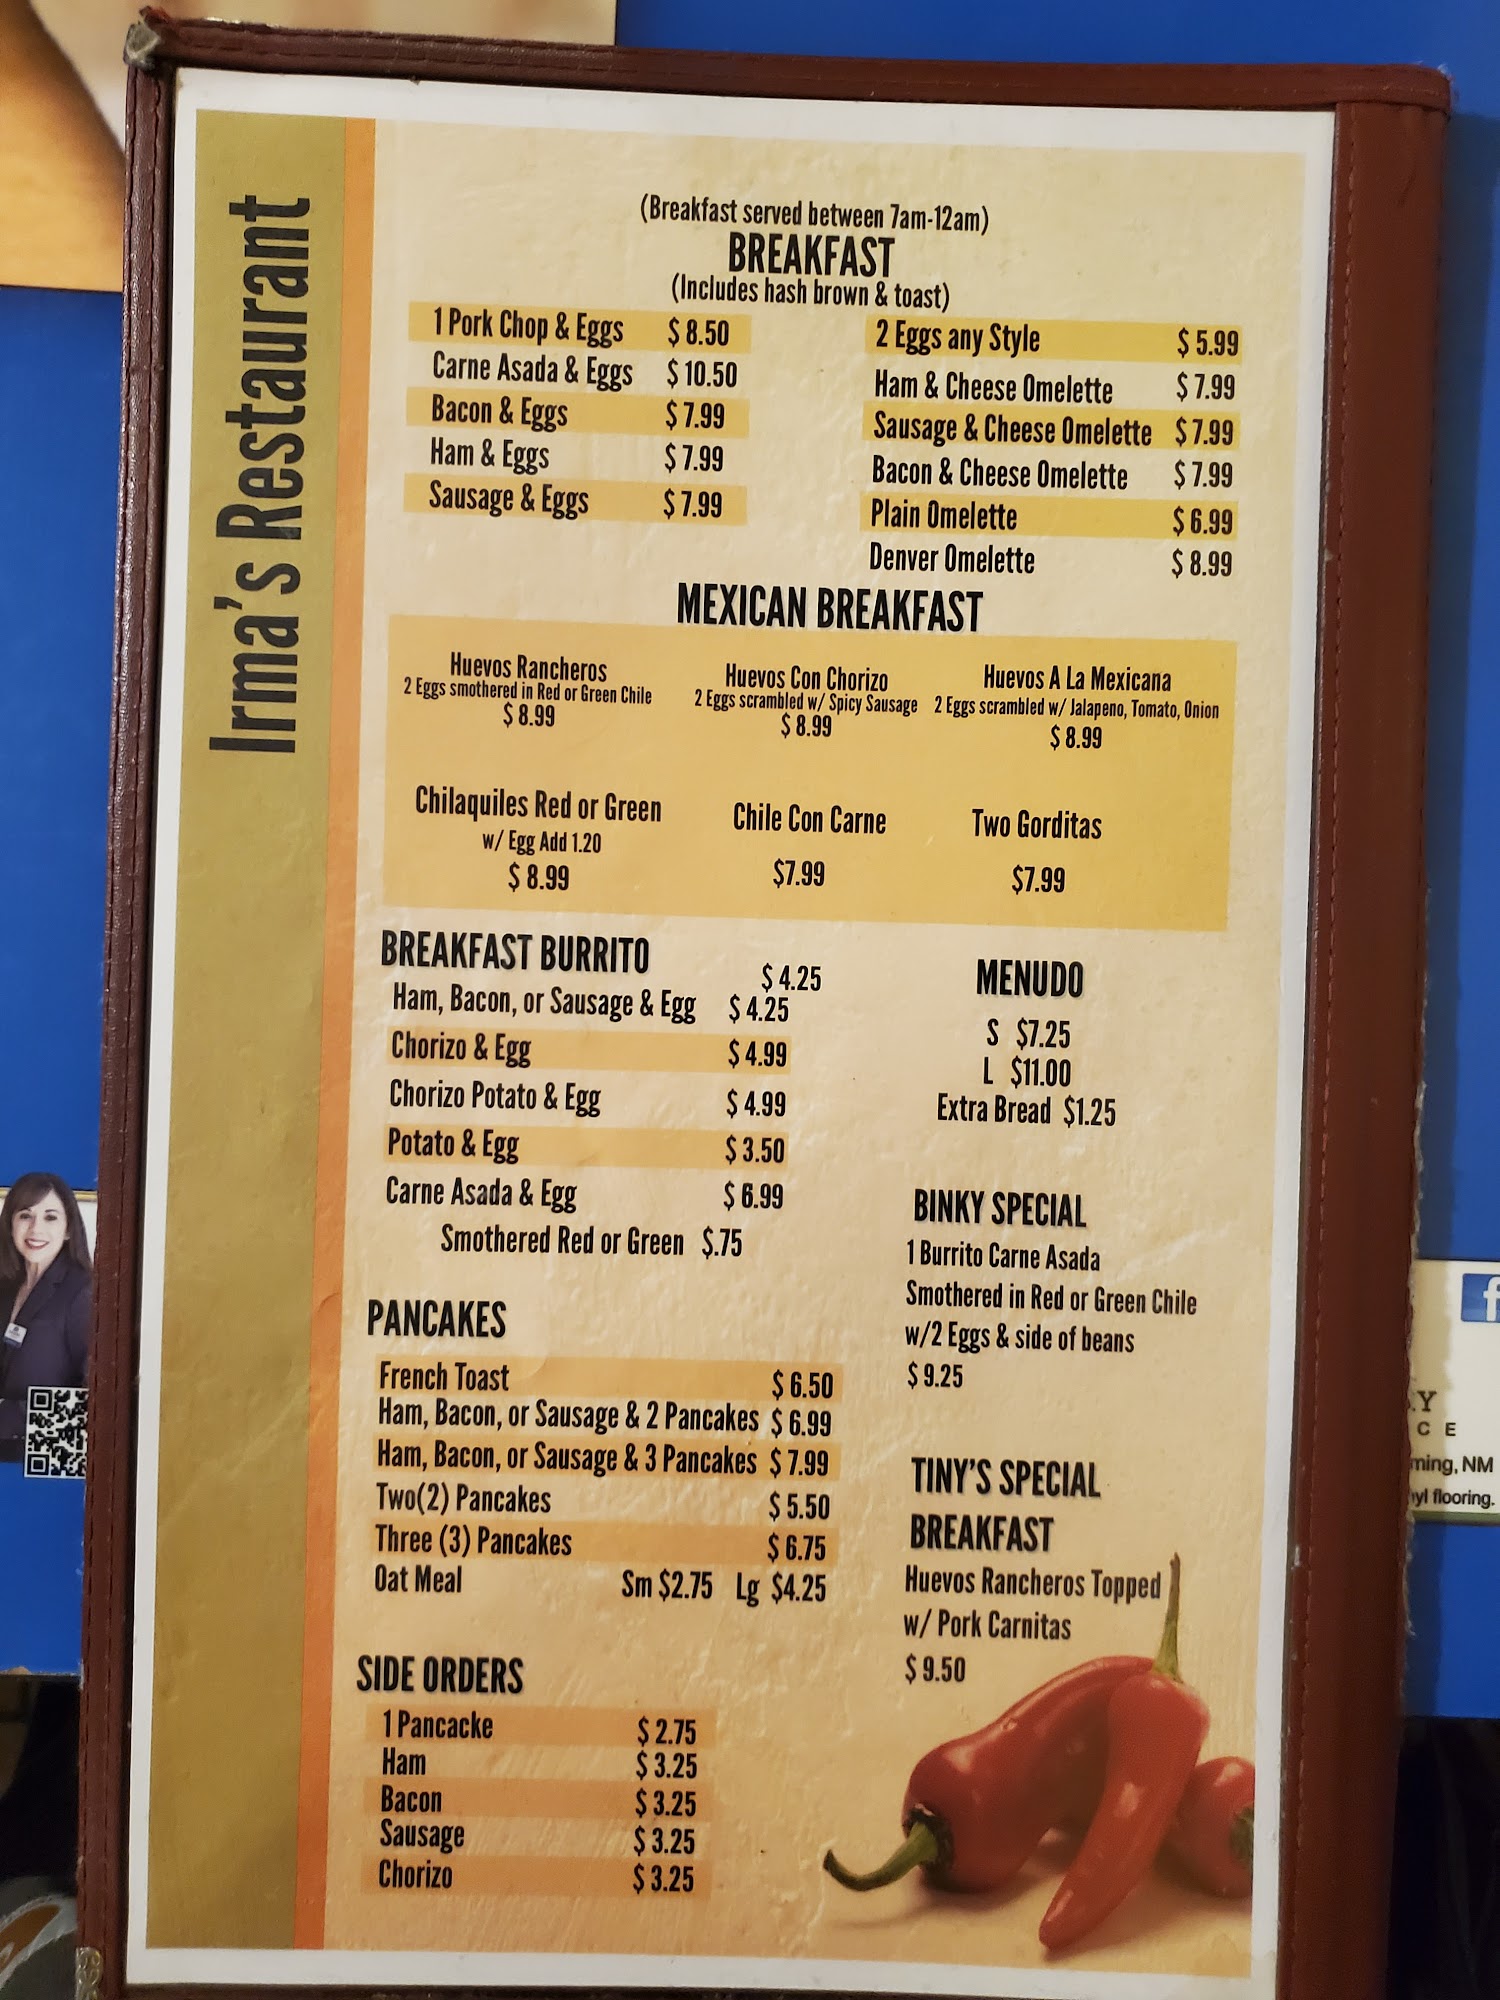 Irma's Restaurant
(Breakfast served between 7am-12am)
BREAKFAST
(Includes hash brown & toast)
1 Pork Chop & Eggs $ 8.50
Carne Asada & Eggs $ 10.50
Bacon & Eggs $ 7.99
Ham & Eggs $ 7.99
Sausage & Eggs $ 7.99
2 Eggs any Style $ 5.99
Ham & Cheese Omelette $ 7.99
Sausage & Cheese Omelette $ 7.99
Bacon & Cheese Omelette $ 7.99
Plain Omelette $ 6.99
Denver Omelette $ 8.99
MEXICAN BREAKFAST
Huevos Rancheros
2 Eggs smothered in Red or Green Chile
$ 8.99
Huevos Con Chorizo
2 Eggs scrambled w/ Spicy Sausage
$ 8.99
Huevos A La Mexicana
2 Eggs scrambled w/ Jalapeno, Tomato, Onion
$ 8.99
Chilaquiles Red or Green
w/ Egg Add 1.20
$ 8.99
Chile Con Carne
$7.99
Two Gorditas
$7.99
BREAKFAST BURRITO $ 4.25
Ham, Bacon, or Sausage & Egg $ 4.25
Chorizo & Egg $ 4.99
Chorizo Potato & Egg $ 4.99
Potato & Egg $ 3.50
Carne Asada & Egg $ 6.99
Smothered Red or Green $.75
PANCAKES
French Toast $ 6.50
Ham, Bacon, or Sausage & 2 Pancakes $ 6.99
Ham, Bacon, or Sausage & 3 Pancakes $ 7.99
Two(2) Pancakes $ 5.50
Three (3) Pancakes $ 6.75
Oat Meal Sm $2.75 Lg $4.25
SIDE ORDERS
1 Pancacke $ 2.75
Ham $ 3.25
Bacon $ 3.25
Sausage $ 3.25
Chorizo $ 3.25
MENUDO
S $7.25
L $11.00
Extra Bread $1.25
BINKY SPECIAL
1 Burrito Carne Asada
Smothered in Red or Green Chile
w/2 Eggs & side of beans
$ 9.25
TINY'S SPECIAL
BREAKFAST
Huevos Rancheros Topped
w/ Pork Carnitas
$ 9.50
f
Y
CE
ming, NM
yl flooring.